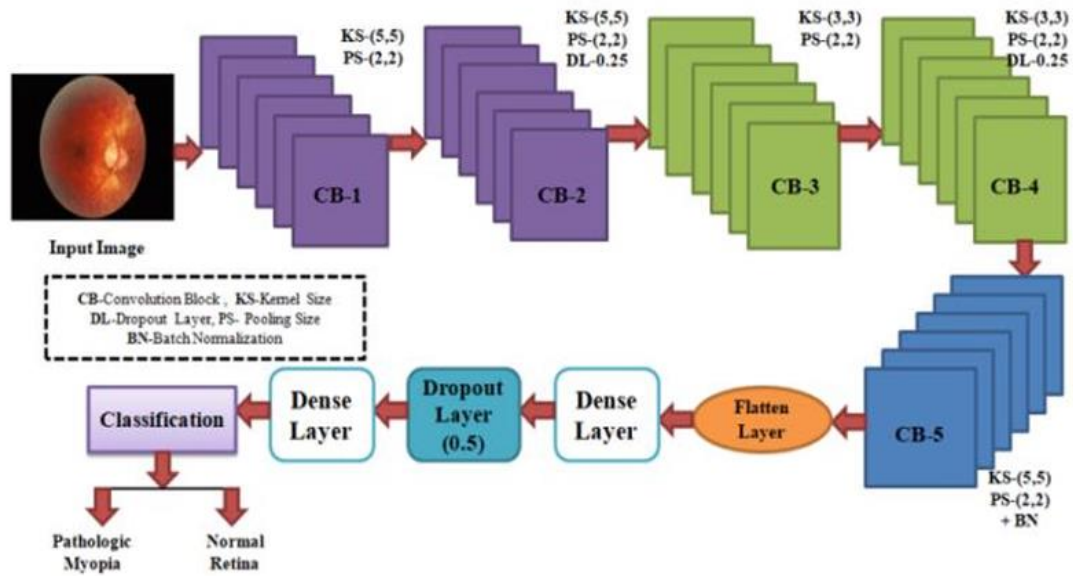 KS-(5,5)
PS-(2,2)
KS-(5,5)
PS-(2,2)
DL-0.25
KS-(3,3)
PS-(2,2)
KS-(3,3)
PS-(2,2)
DL-0.25
CB-1
CB-2
CB-3
CB-4
Input Image
CB-Convolution Block , KS-Kernel Size
DL-Dropout Layer, PS- Pooling Size
BN-Batch Normalization
CB-5
KS-(5,5)
PS-(2,2)
+ BN
Flatten
Layer
Dense
Layer
Dropout
Layer
(0.5)
Dense
Layer
Classification
Pathologic
Myopia
Normal
Retina